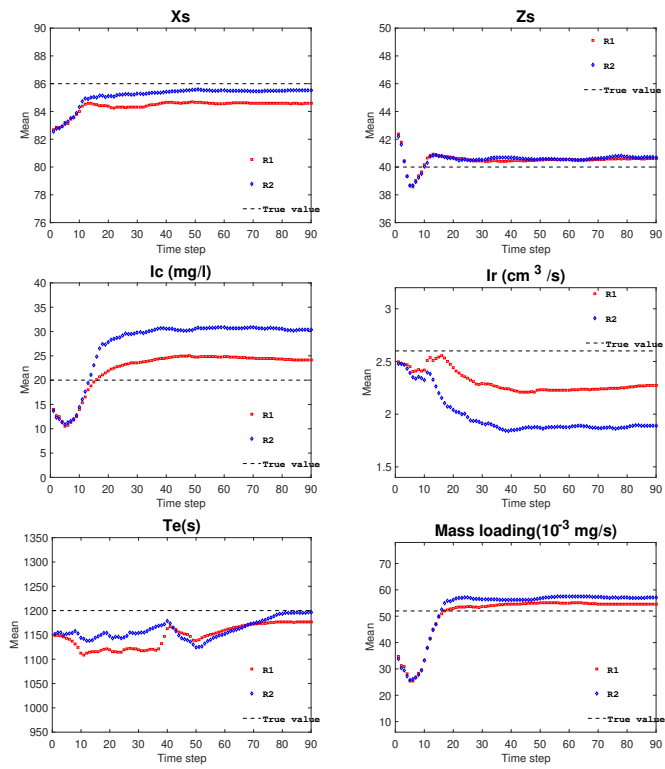 Xs
90
88
86
84
82
80
78
76
Mean
0 10 20 30 40 50 60 70 80 90
Time step
R1
R2
True value
Zs
50
48
46
44
42
40
38
36
Mean
0 10 20 30 40 50 60 70 80 90
Time step
R1
R2
True value
Ic (mg/l)
40
35
30
25
20
15
10
5
0
Mean
0 10 20 30 40 50 60 70 80 90
Time step
R1
R2
True value
Ir (cm ³ /s)
3
2.5
2
1.5
Mean
0 10 20 30 40 50 60 70 80 90
Time step
R1
R2
True value
Te(s)
1350
1300
1250
1200
1150
1100
1050
1000
950
Mean
0 10 20 30 40 50 60 70 80 90
Time step
R1
R2
True value
Mass loading(10⁻³ mg/s)
70
60
50
40
30
20
10
Mean
0 10 20 30 40 50 60 70 80 90
Time step
R1
R2
True value